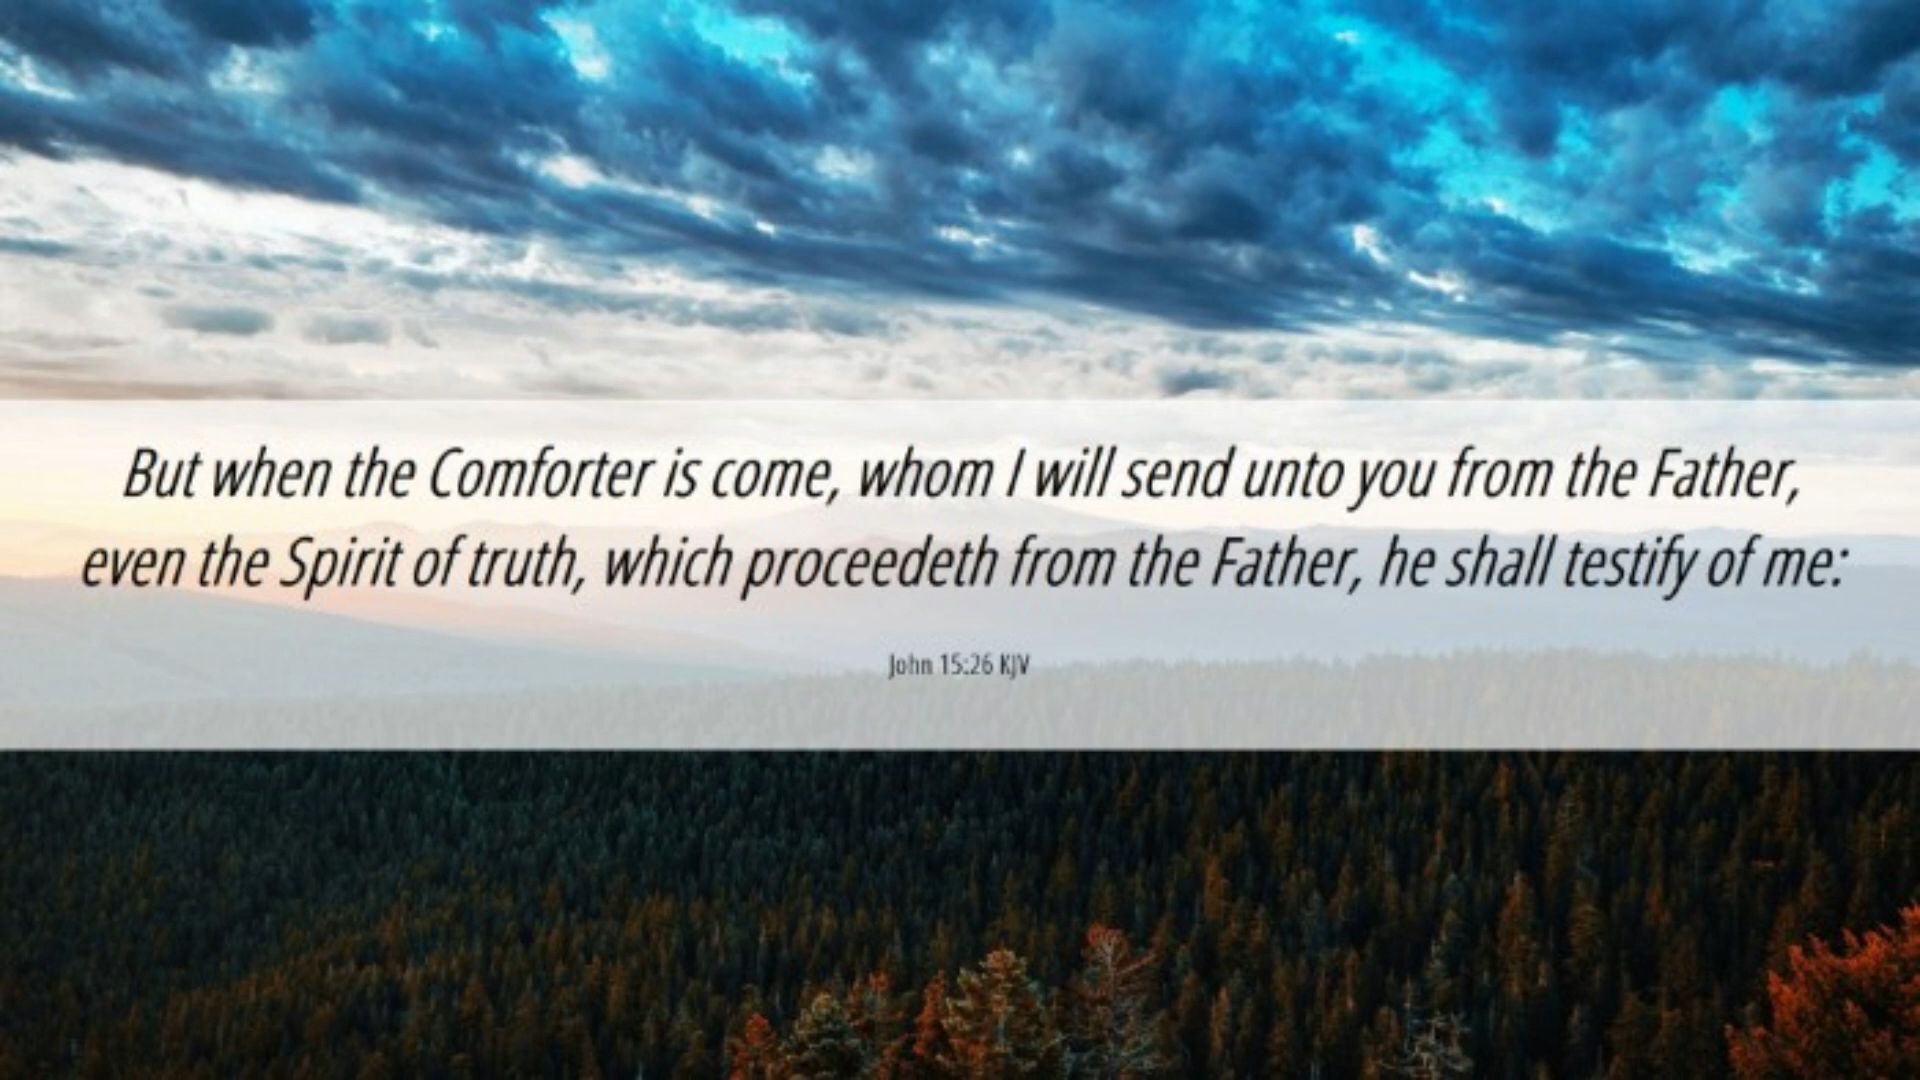 But when the Comforter is come, whom I will send unto you from the Father,
even the Spirit of truth, which proceedeth from the Father, he shall testify of me:
John 15:26 KJV